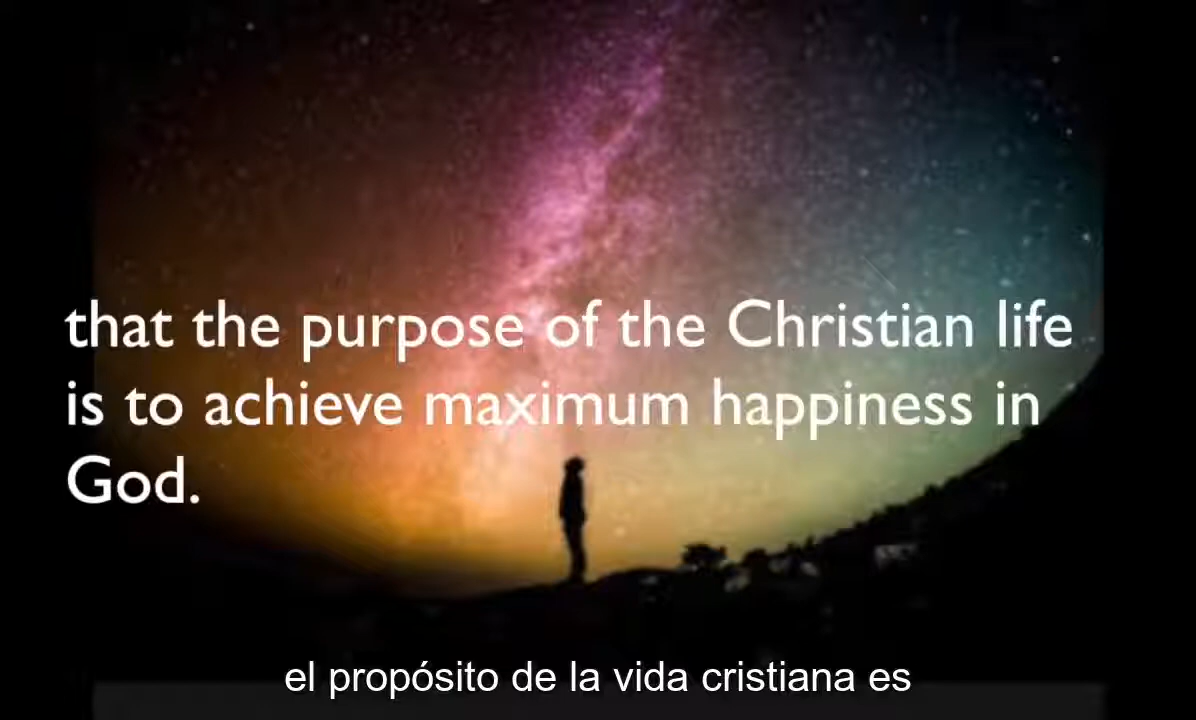 that the purpose of the Christian life
is to achieve maximum happiness in
God.
el propósito de la vida cristiana es